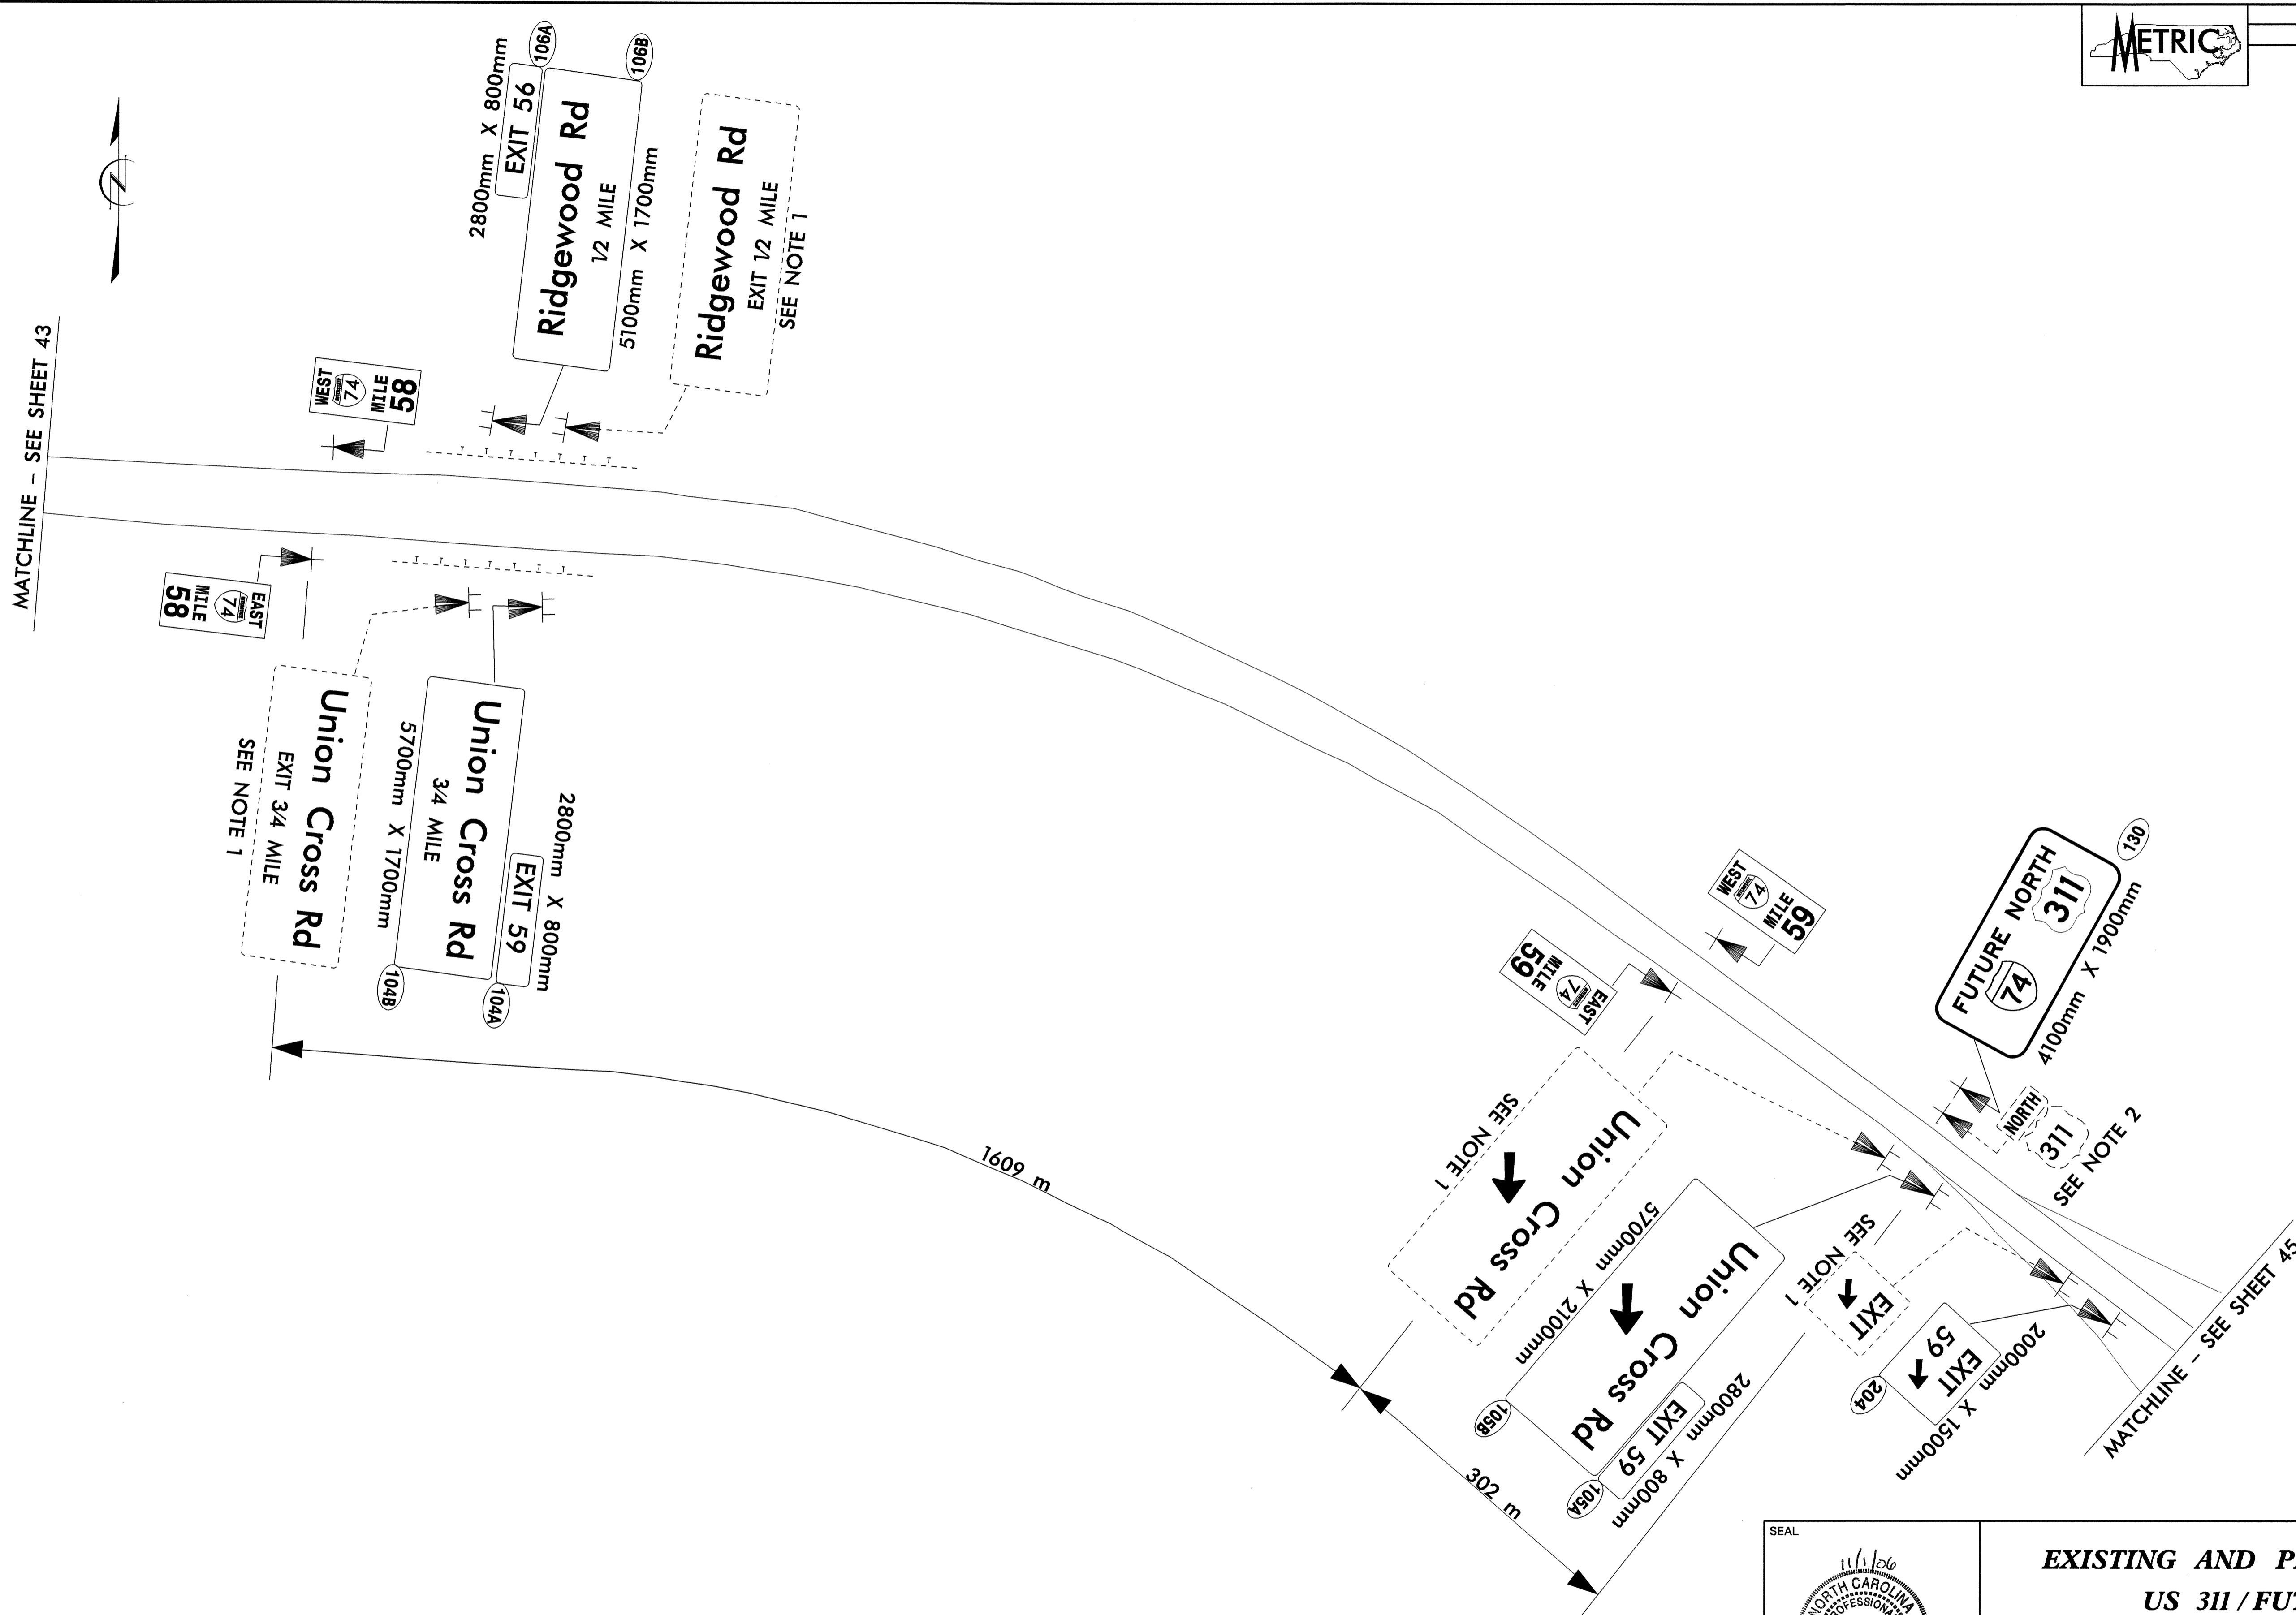 METRIC
MATCHLINE - SEE SHEET 43
106A
2800mm X 800mm
EXIT 56
106B
Ridgewood Rd
1/2 MILE
5100mm X 1700mm
Ridgewood Rd
EXIT 1/2 MILE
SEE NOTE 1
WEST
74
MILE
58
EAST
74
MILE
58
Union Cross Rd
EXIT 3/4 MILE
SEE NOTE 1
2800mm X 800mm
EXIT 59
104A
Union Cross Rd
3/4 MILE
5700mm X 1700mm
104B
1609 m
WEST
74
MILE
59
EAST
74
MILE
59
130
FUTURE NORTH
74 311
4100mm X 1900mm
NORTH
311
SEE NOTE 2
Union Cross Rd
SEE NOTE 1
Union Cross Rd
5700mm X 2100mm
105B
EXIT 59
2800mm X 800mm
105A
302 m
EXIT
SEE NOTE 1
EXIT
59
2000mm X 1500mm
204
MATCHLINE - SEE SHEET 45
SEAL
11/1/06
NORTH CAROLINA
EXISTING AND
US 311 / FUT